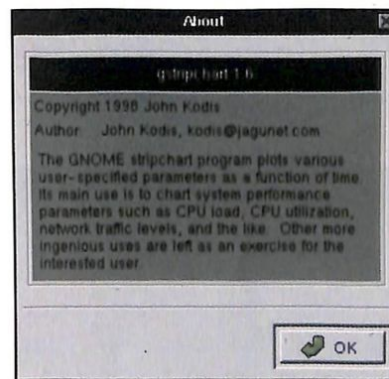 About
gstripchart 1.6
Copyright 1998 John Kodis
Author: John Kodis, kodis@jagunet.com
The GNOME stripchart program plots various
user-specified parameters as a function of time.
Its main use is to chart system performance
parameters such as CPU load, CPU utilization,
network traffic levels, and the like. Other more
ingenious uses are left as an exercise for the
interested user.
OK